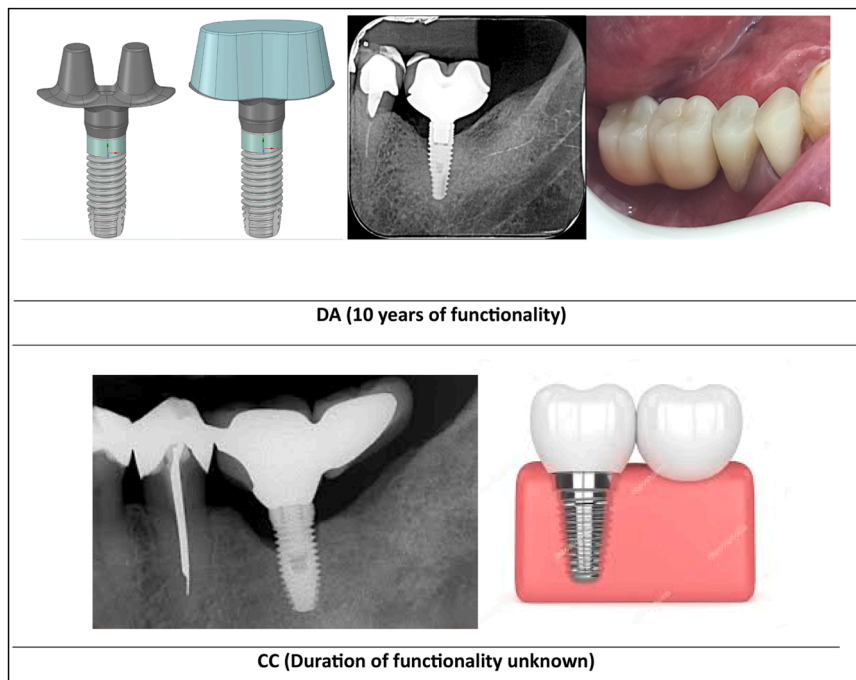 DA (10 years of functionality)
CC (Duration of functionality unknown)